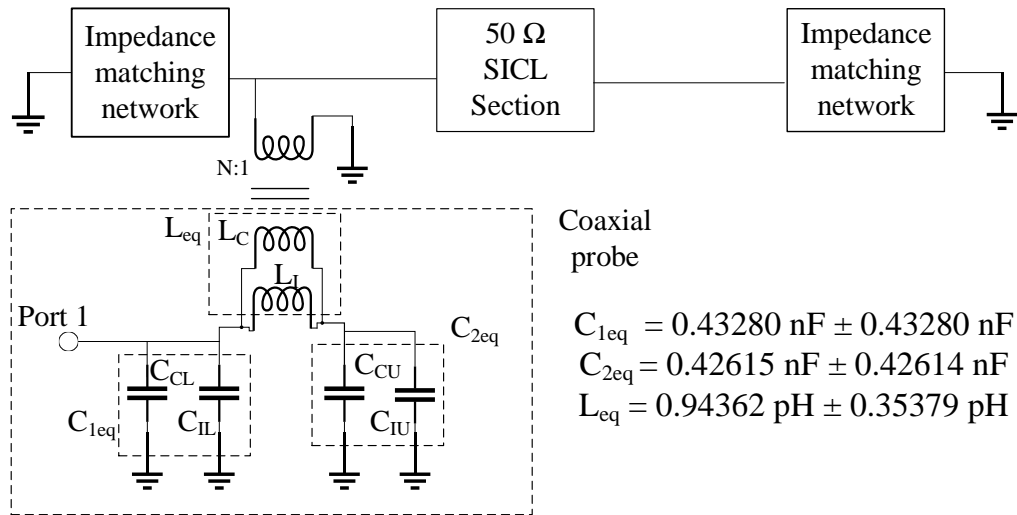 Impedance
matching
network
50 Ω
SICL
Section
Impedance
matching
network
N:1
Leq
LC
LI
Coaxial
probe
Port 1
C2eq
CCL
CIL
C1eq
CCU
CIU
C1eq = 0.43280 nF ± 0.43280 nF
C2eq = 0.42615 nF ± 0.42614 nF
Leq = 0.94362 pH ± 0.35379 pH